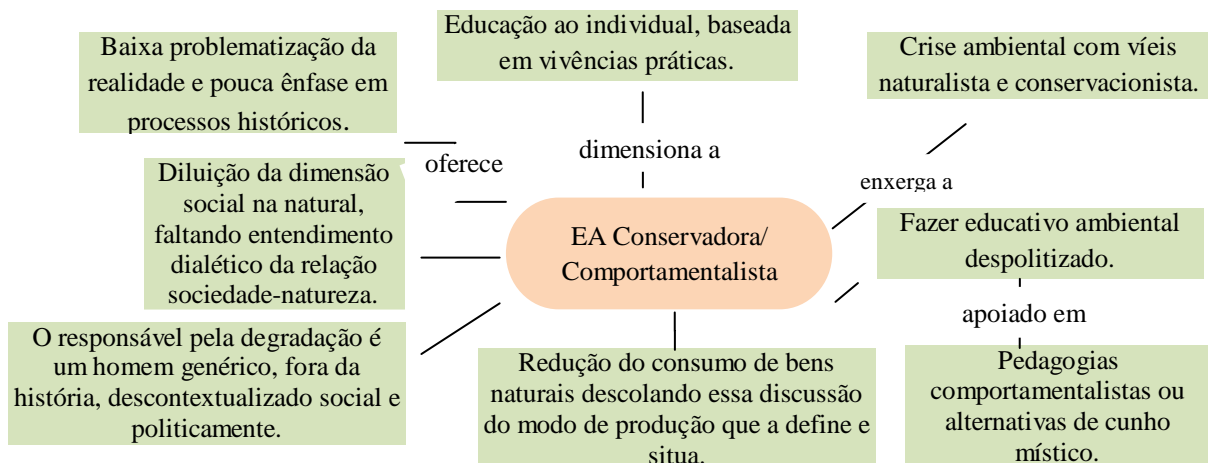 Baixa problematização da
realidade e pouca ênfase em
processos históricos.
Educação ao individual, baseada
em vivências práticas.
Crise ambiental com víeis
naturalista e conservacionista.
oferece
dimensiona a
enxerga a
Diluição da dimensão
social na natural,
faltando entendimento
dialético da relação
sociedade-natureza.
EA Conservadora/
Comportamentalista
Fazer educativo ambiental
despolitizado.
apoiado em
O responsável pela degradação é
um homem genérico, fora da
história, descontextualizado social e
politicamente.
Redução do consumo de bens
naturais descolando essa discussão
do modo de produção que a define e
situa.
Pedagogias
comportamentalistas ou
alternativas de cunho
místico.